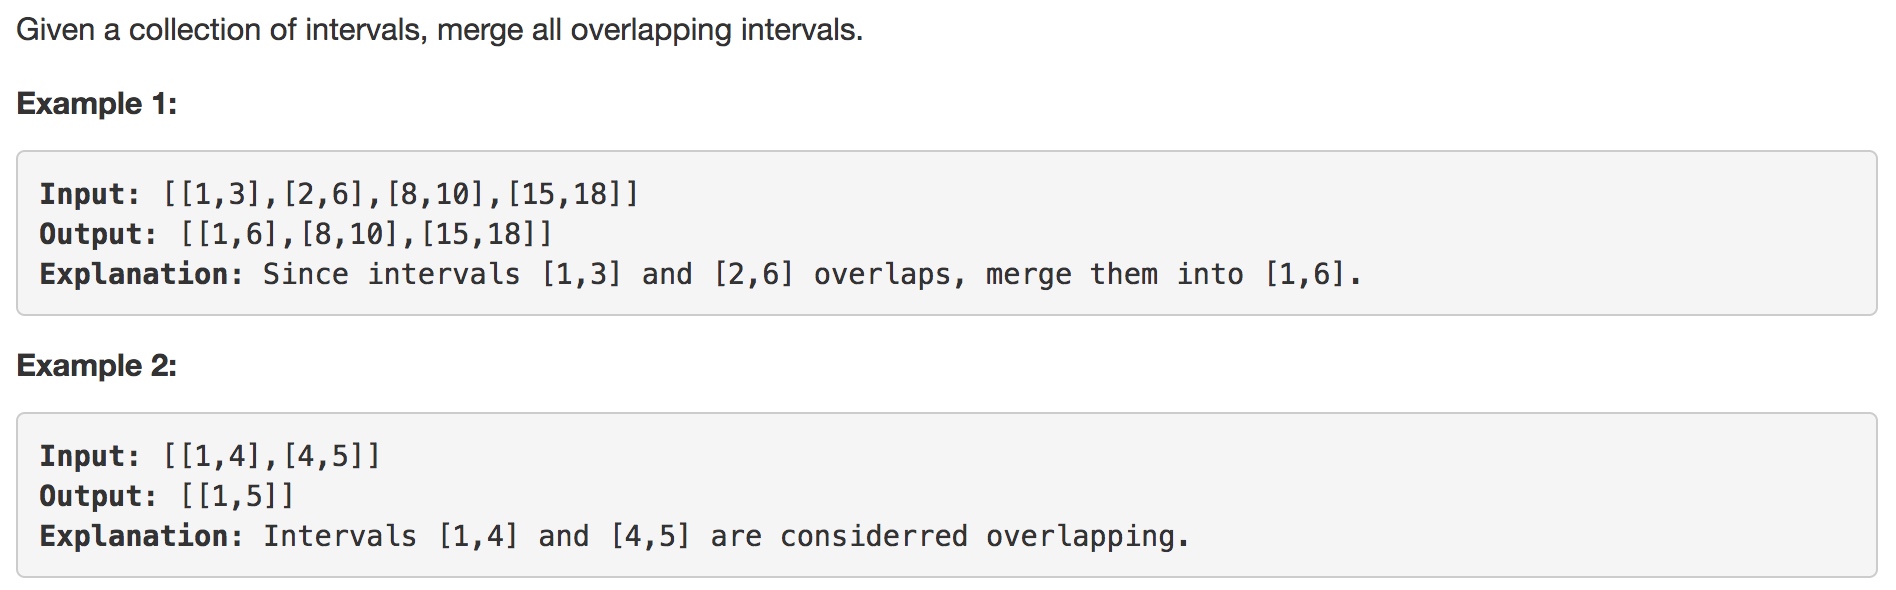 Given a collection of intervals, merge all overlapping intervals.
Example 1:
Input: [[1,3],[2,6],[8,10],[15,18]]
Output: [[1,6],[8,10],[15,18]]
Explanation: Since intervals [1,3] and [2,6] overlaps, merge them into [1,6].
Example 2:
Input: [[1,4],[4,5]]
Output: [[1,5]]
Explanation: Intervals [1,4] and [4,5] are considerred overlapping.